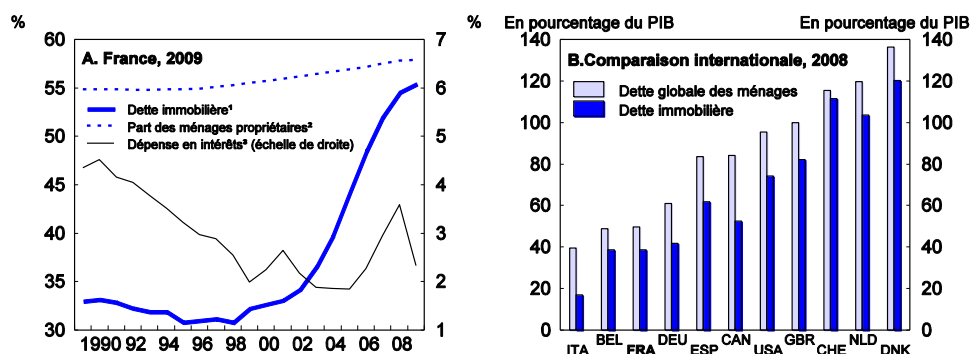 %
%
60
7
A. France, 2009
55
6
Dette immobilière¹
Part des ménages propriétaires²
Dépense en intérêts³ (échelle de droite)
50
5
45
4
40
3
35
2
30
1
1990 92 94 96 98 00 02 04 06 08
En pourcentage du PIB
En pourcentage du PIB
140
140
B.Comparaison internationale, 2008
120
120
Dette globale des ménages
Dette immobilière
100
100
80
80
60
60
40
40
20
20
0
0
ITA BEL FRA DEU ESP CAN USA GBR CHE NLD DNK